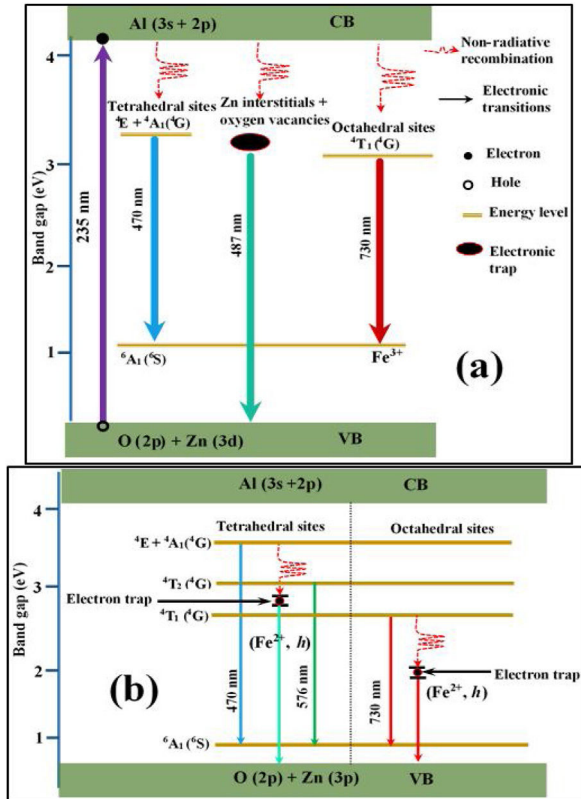 Al (3s + 2p) CB
4
3
2
1
Band gap (eV)
235 nm
Tetrahedral sites
⁴E + ⁴A₁(⁴G)
Zn interstitials +
oxygen vacancies
Octahedral sites
⁴T₁ (⁴G)
470 nm
487 nm
730 nm
⁶A₁ (⁶S)
Fe³⁺
O (2p) + Zn (3d) VB
Non-radiative
recombination
Electronic
transitions
Electron
Hole
Energy level
Electronic
trap
(a)
Al (3s +2p) CB
4
3
2
1
Band gap (eV)
Tetrahedral sites Octahedral sites
⁴E + ⁴A₁(⁴G)
⁴T₂ (⁴G)
Electron trap
⁴T₁ (⁴G)
(Fe²⁺, h)
(Fe²⁺, h)
Electron trap
470 nm
576 nm
730 nm
⁶A₁ (⁶S)
O (2p) + Zn (3p) VB
(b)